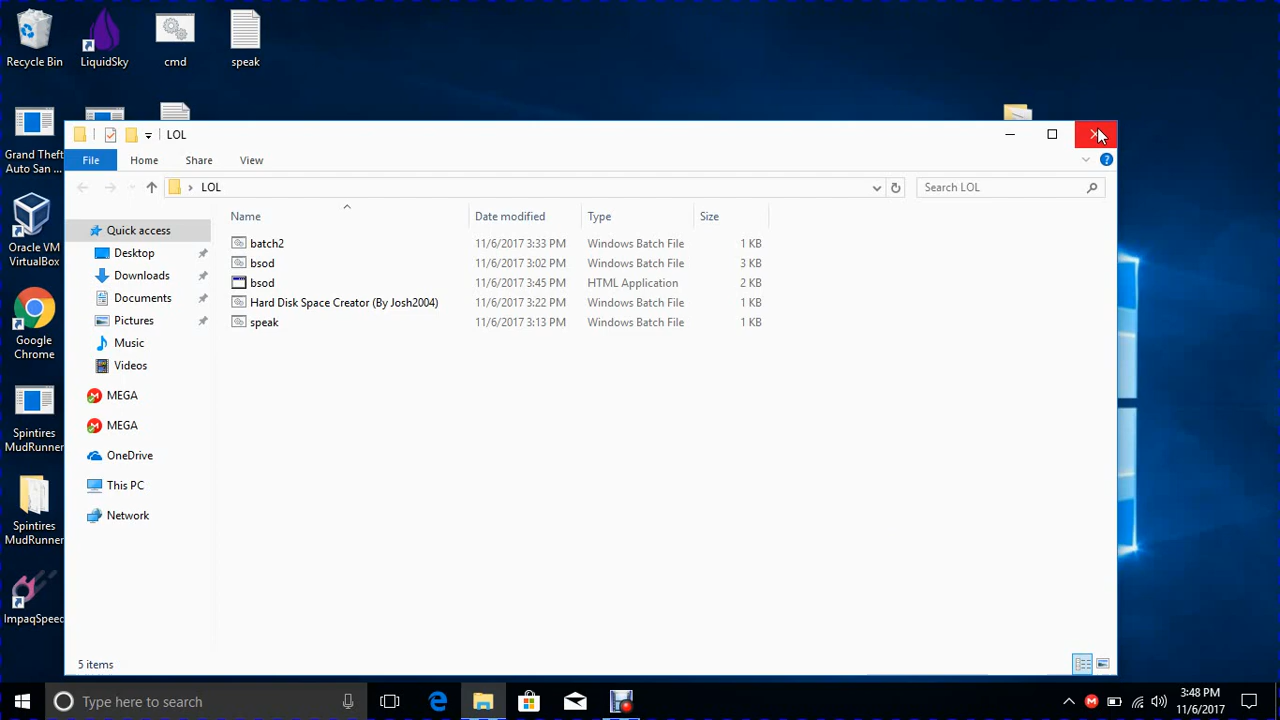 Recycle Bin
LiquidSky
cmd
speak
Grand Theft
Auto San ...
Oracle VM
VirtualBox
Google
Chrome
Spintires
MudRunner
Spintires
MudRunner
ImpaqSpeed
LOL
File Home Share View
LOL
Search LOL
Quick access
Desktop
Downloads
Documents
Pictures
Music
Videos
MEGA
MEGA
OneDrive
This PC
Network
Name Date modified Type Size
batch2 11/6/2017 3:33 PM Windows Batch File 1 KB
bsod 11/6/2017 3:02 PM Windows Batch File 3 KB
bsod 11/6/2017 3:45 PM HTML Application 2 KB
Hard Disk Space Creator (By Josh2004) 11/6/2017 3:22 PM Windows Batch File 1 KB
speak 11/6/2017 3:13 PM Windows Batch File 1 KB
5 items
Type here to search
3:48 PM
11/6/2017